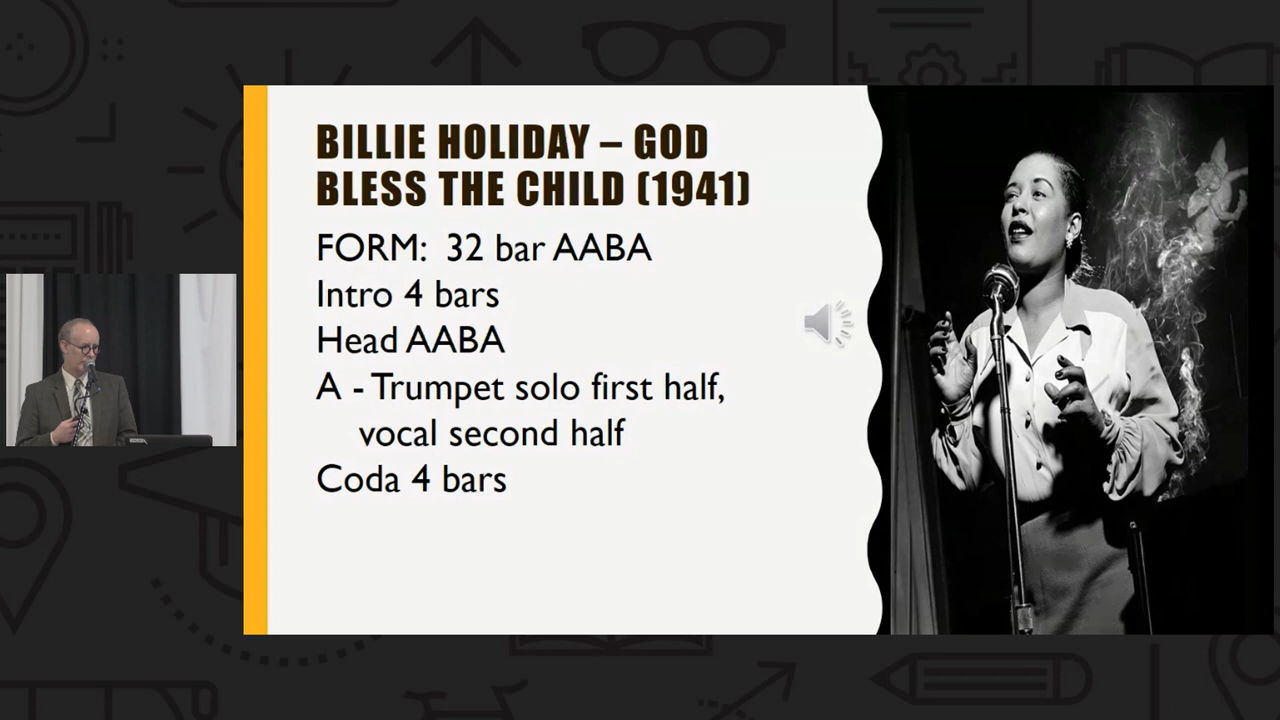 BILLIE HOLIDAY – GOD
BLESS THE CHILD (1941)
FORM:  32 bar AABA
Intro 4 bars
Head AABA
A - Trumpet solo first half,
vocal second half
Coda 4 bars